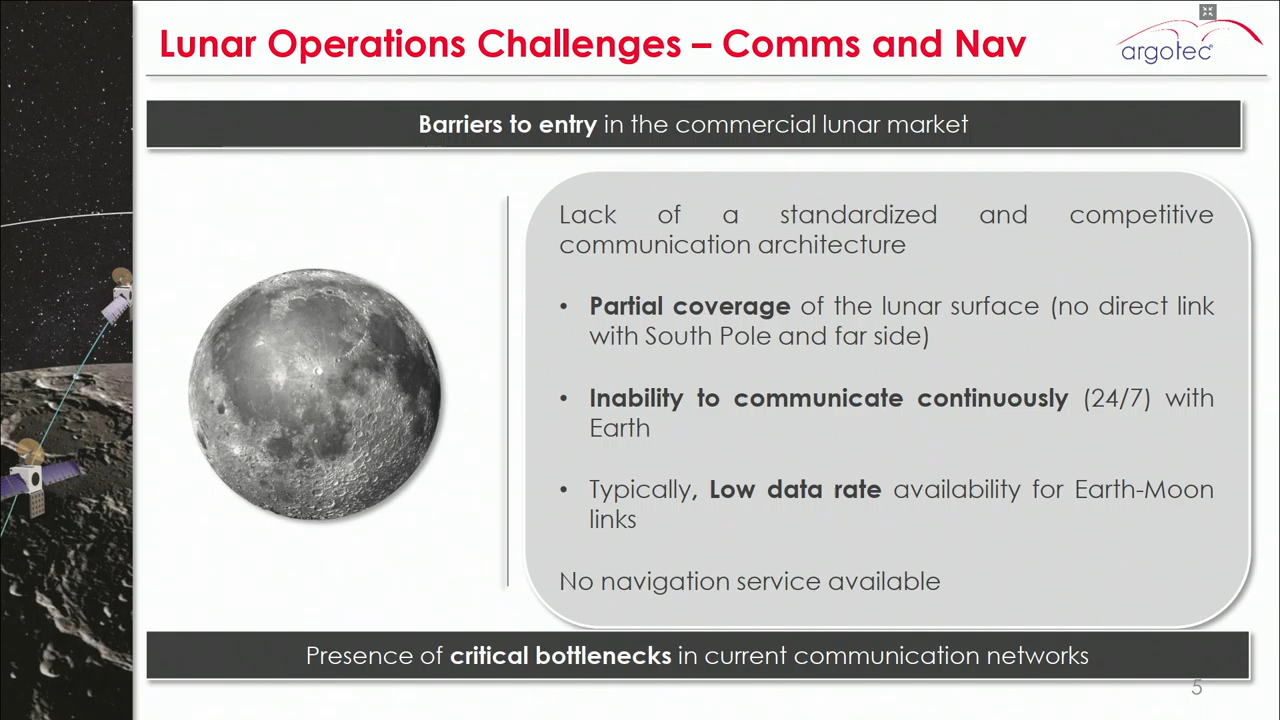 Lunar Operations Challenges – Comms and Nav
argotec
Barriers to entry in the commercial lunar market
Lack of a standardized and competitive
communication architecture
• Partial coverage of the lunar surface (no direct link
with South Pole and far side)
• Inability to communicate continuously (24/7) with
Earth
• Typically, Low data rate availability for Earth-Moon
links
No navigation service available
Presence of critical bottlenecks in current communication networks
5